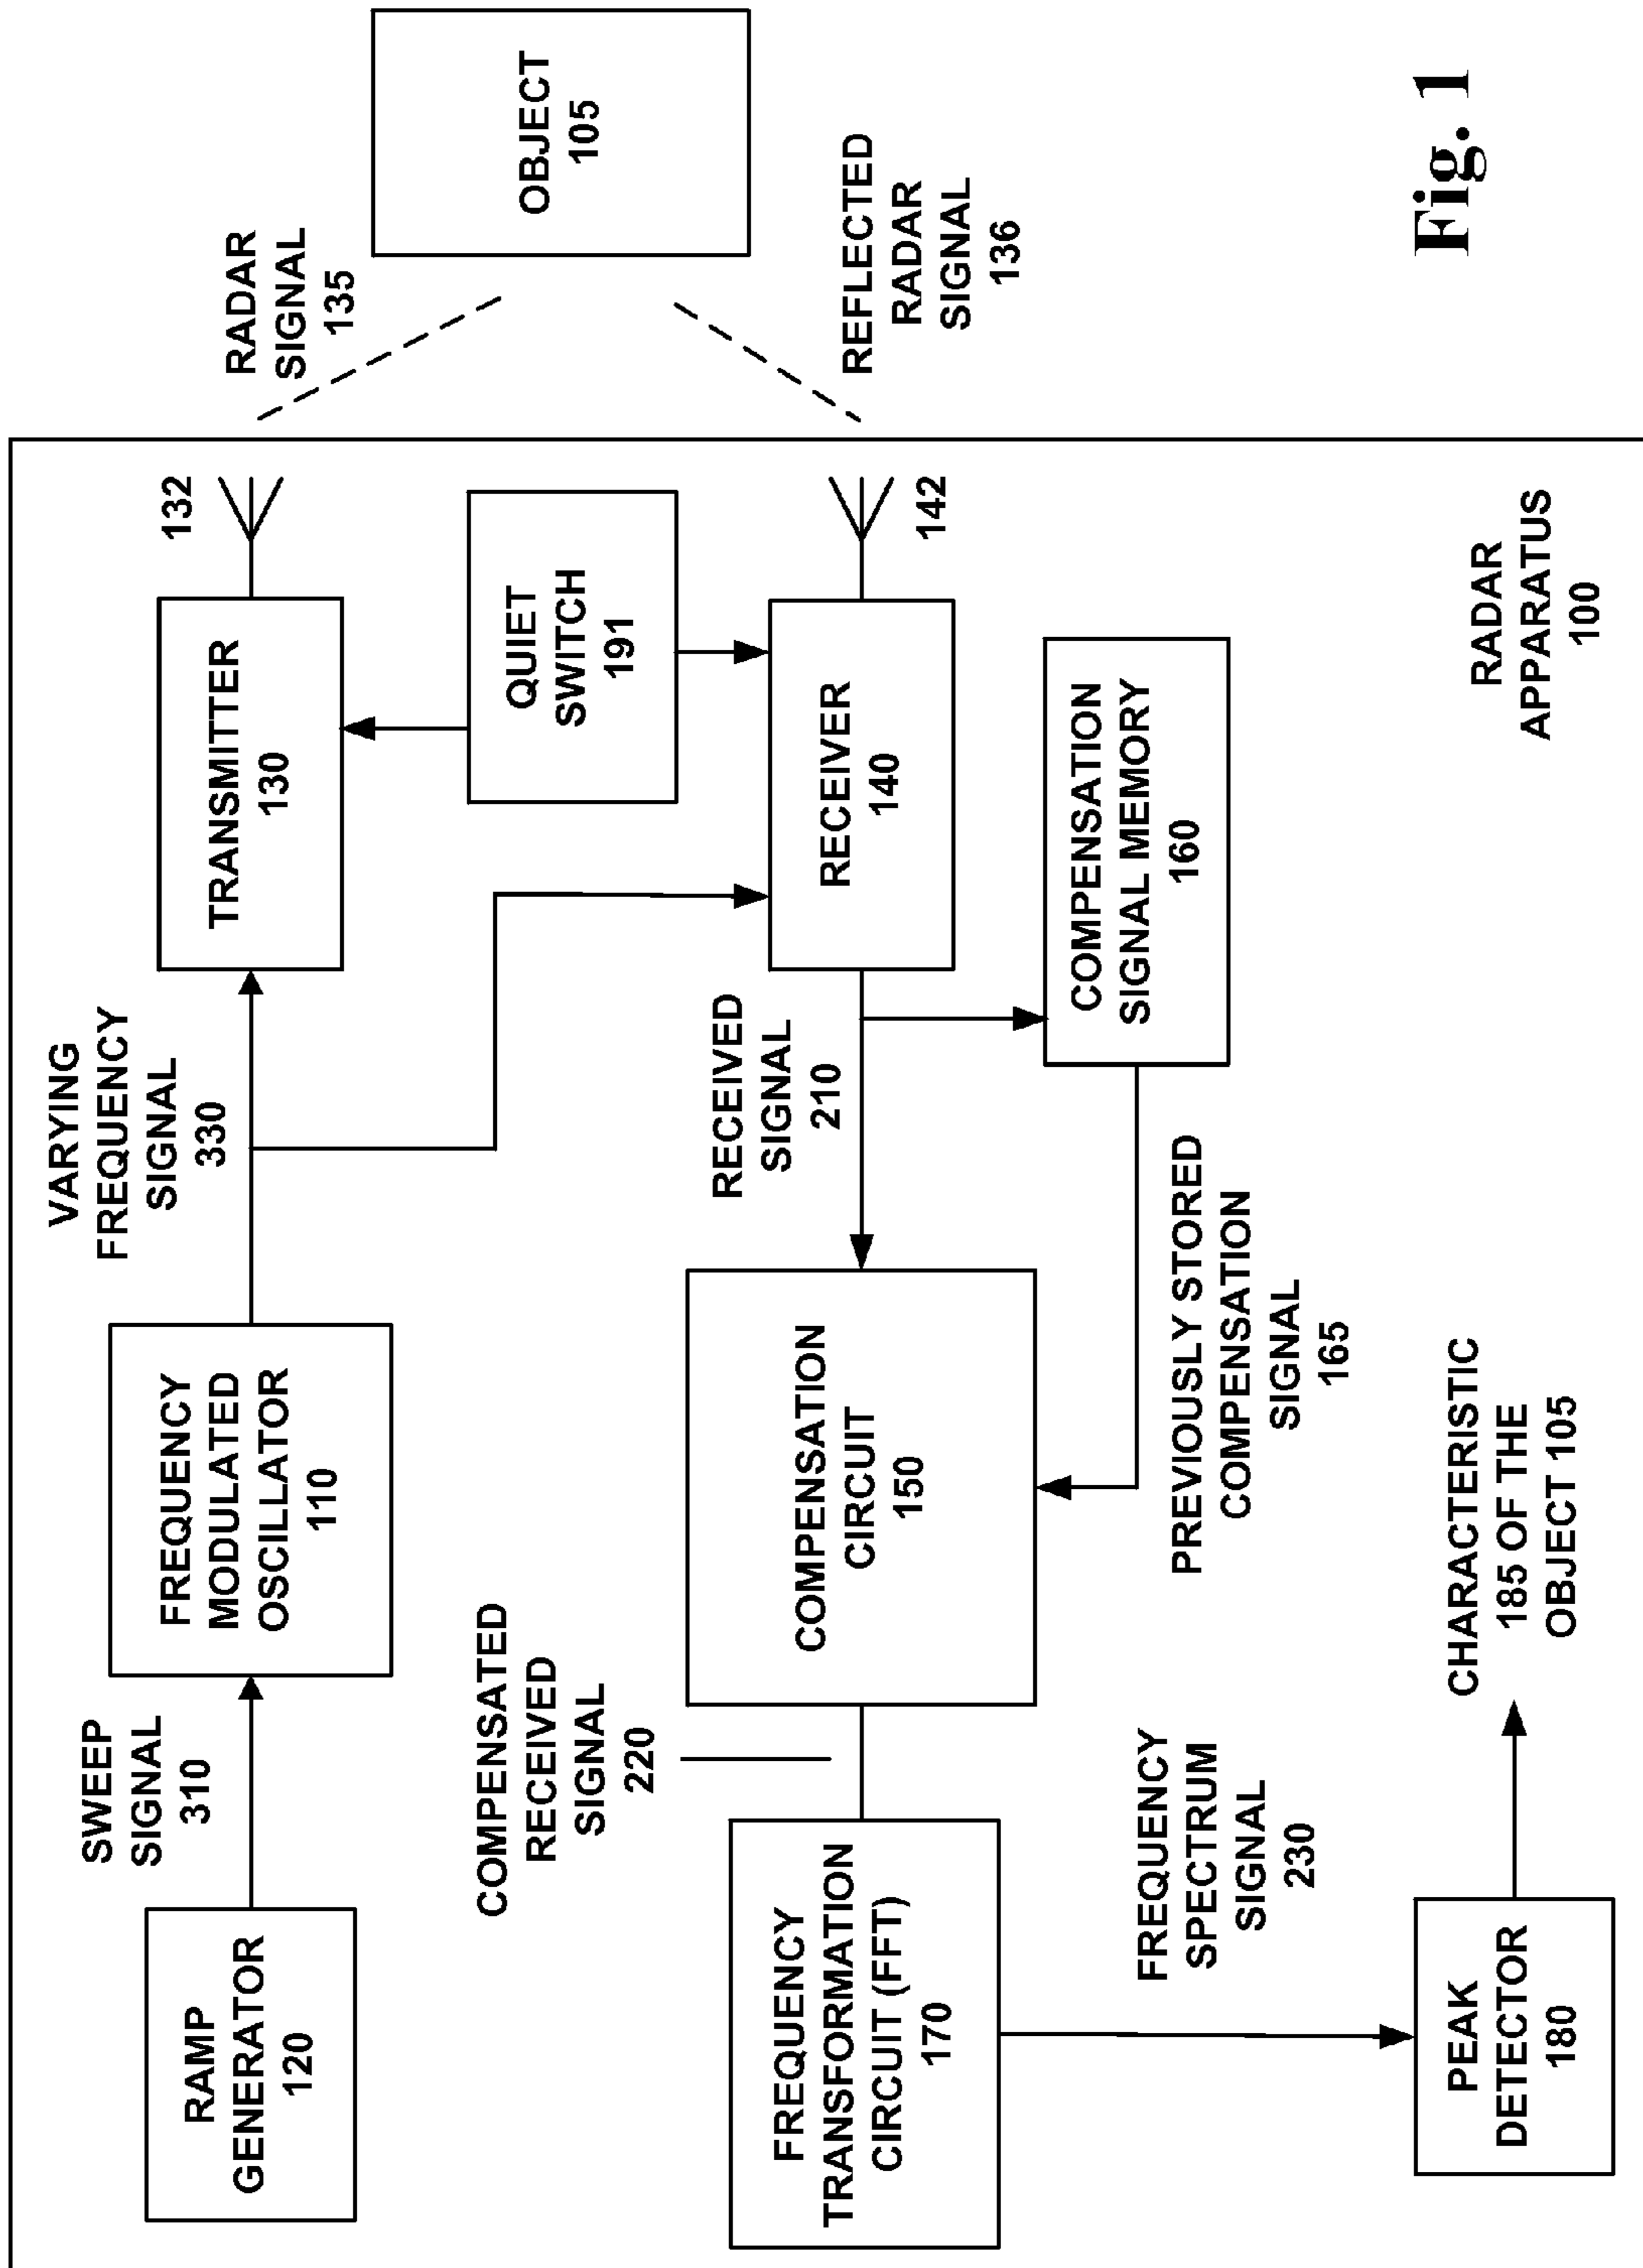 RAMP
GENERATOR
120
SWEEP
SIGNAL
310
FREQUENCY
MODULATED
OSCILLATOR
110
VARYING
FREQUENCY
SIGNAL
330
TRANSMITTER
130
132
RADAR
SIGNAL
135
OBJECT
105
REFLECTED
RADAR
SIGNAL
136
QUIET
SWITCH
191
142
RECEIVER
140
RECEIVED
SIGNAL
210
COMPENSATION
SIGNAL MEMORY
160
PREVIOUSLY STORED
COMPENSATION
SIGNAL
165
COMPENSATION
CIRCUIT
150
COMPENSATED
RECEIVED
SIGNAL
220
FREQUENCY
TRANSFORMATION
CIRCUIT (FFT)
170
FREQUENCY
SPECTRUM
SIGNAL
230
PEAK
DETECTOR
180
CHARACTERISTIC
185 OF THE
OBJECT 105
RADAR
APPARATUS
100
Fig. 1